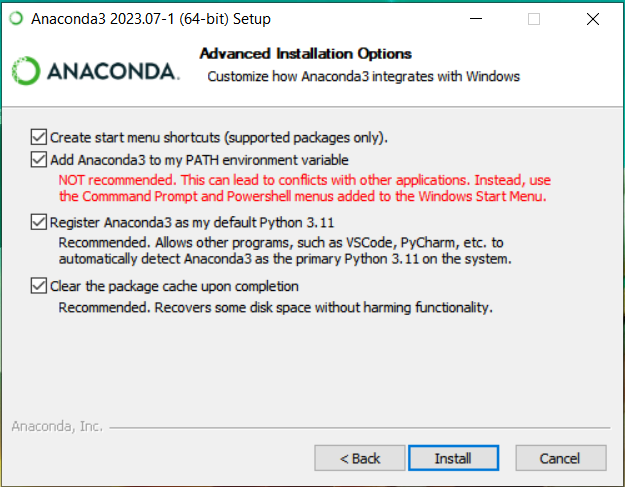 Anaconda3 2023.07-1 (64-bit) Setup
ANACONDA.
Advanced Installation Options
Customize how Anaconda3 integrates with Windows
Create start menu shortcuts (supported packages only).
Add Anaconda3 to my PATH environment variable
NOT recommended. This can lead to conflicts with other applications. Instead, use
the Commmand Prompt and Powershell menus added to the Windows Start Menu.
Register Anaconda3 as my default Python 3.11
Recommended. Allows other programs, such as VSCode, PyCharm, etc. to
automatically detect Anaconda3 as the primary Python 3.11 on the system.
Clear the package cache upon completion
Recommended. Recovers some disk space without harming functionality.
Anaconda, Inc.
< Back
Install
Cancel